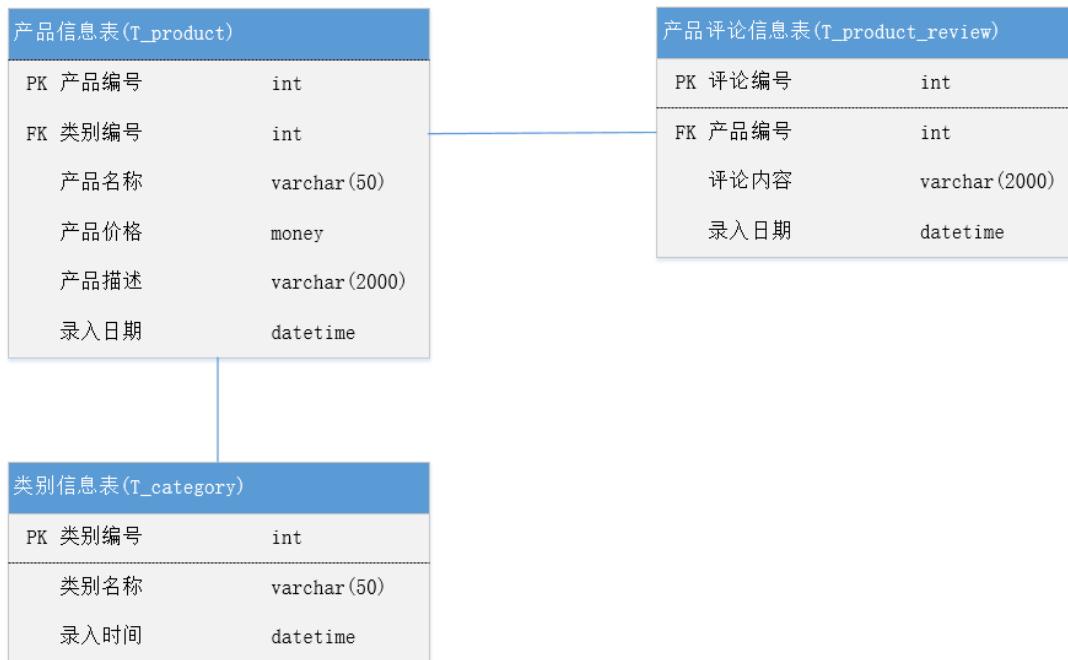 产品信息表(T_product)
PK 产品编号 int
FK 类别编号 int
产品名称 varchar(50)
产品价格 money
产品描述 varchar(2000)
录入日期 datetime
产品评论信息表(T_product_review)
PK 评论编号 int
FK 产品编号 int
评论内容 varchar(2000)
录入日期 datetime
类别信息表(T_category)
PK 类别编号 int
类别名称 varchar(50)
录入时间 datetime